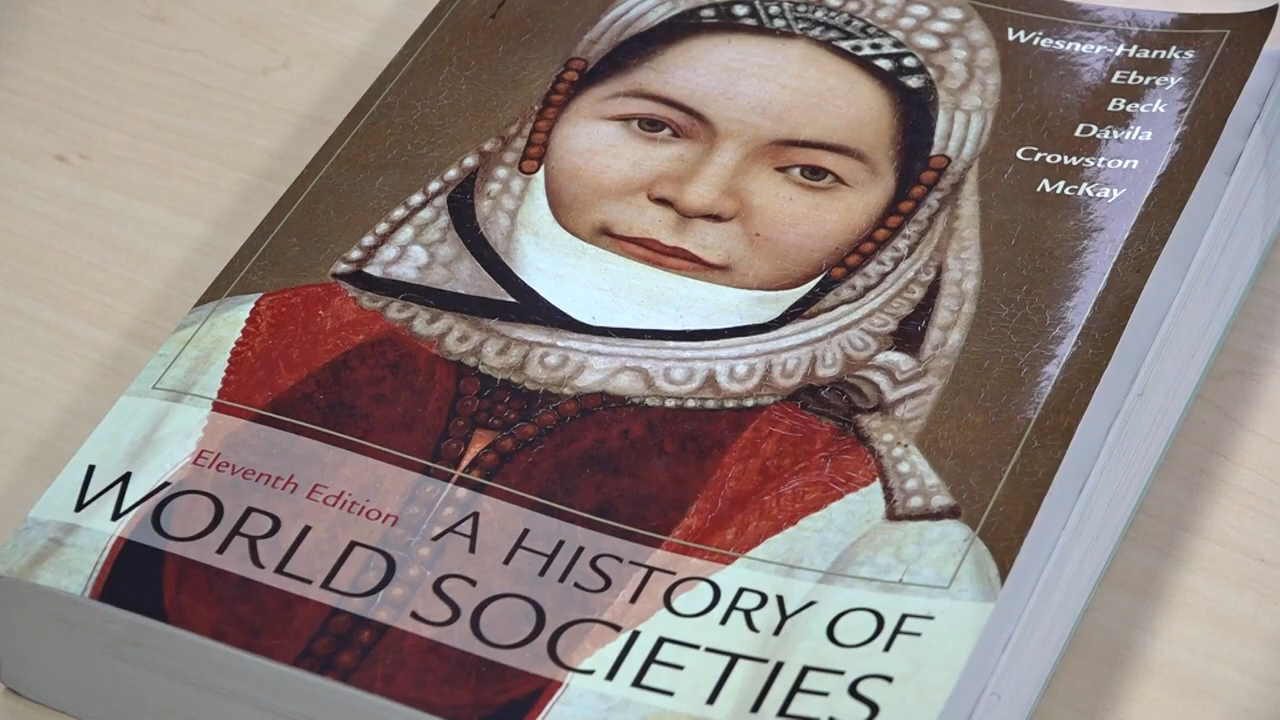 Wiesner-Hanks
Ebrey
Beck
Dávila
Crowston
McKay
Eleventh Edition
A HISTORY OF
WORLD SOCIETIES